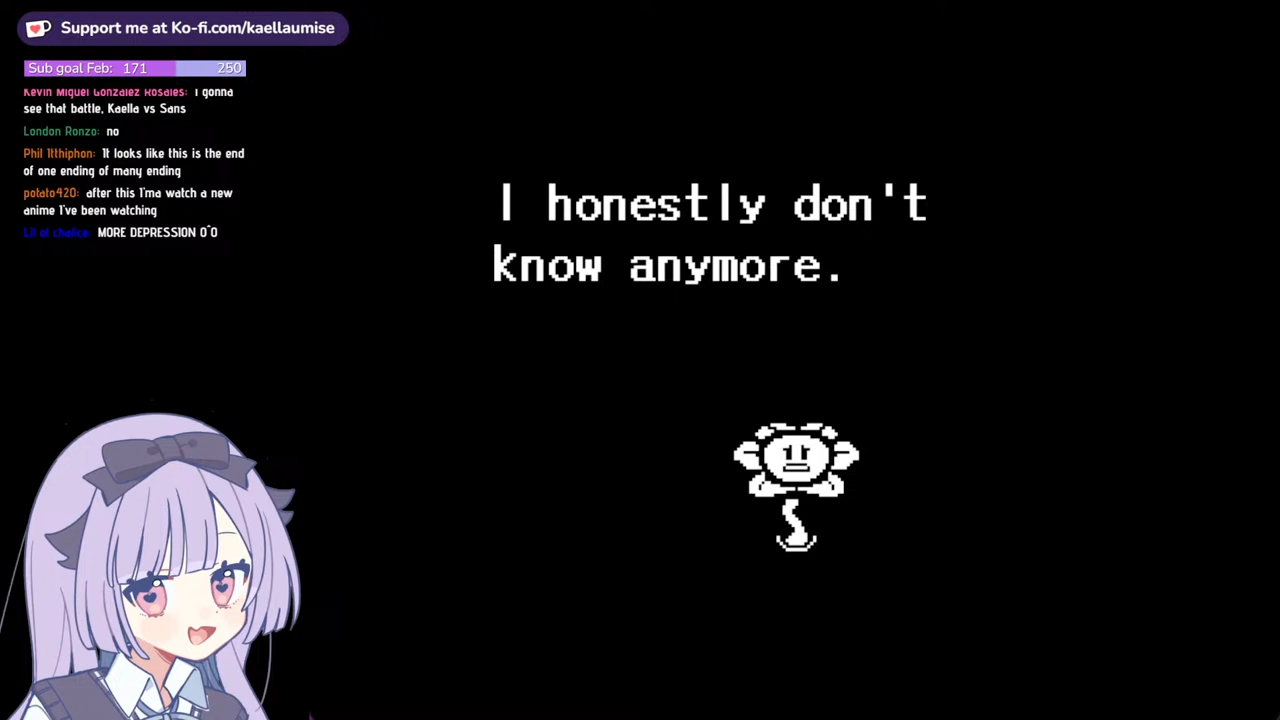 Support me at Ko-fi.com/kaellaumise
Sub goal Feb: 171 250
Kevin Miguel Gonzalez Rosales: I gonna
see that battle, Kaella vs Sans
London Ronzo: no
Phil Itthiphon: It looks like this is the end
of one ending of many ending
potato420: after this I'ma watch a new
anime I've been watching
Lil ol chalice: MORE DEPRESSION O^O
I honestly don't
know anymore.